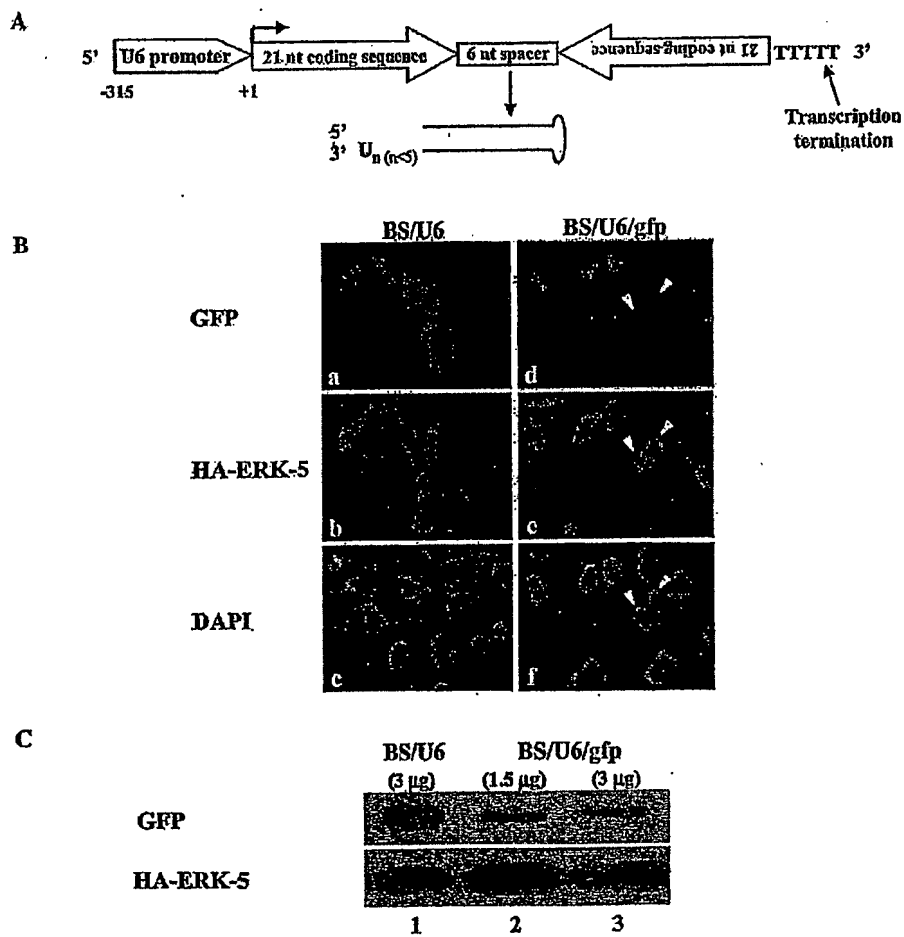 A
5' U6 promoter 21 nt coding sequence 6 nt spacer 21 nt coding sequence TTTTT 3'
-315 +1
Transcription
termination
5'
3' Un (n<5)
B
BS/U6 BS/U6/gfp
GFP
a d
HA-ERK-5
b e
DAPI
c f
C
BS/U6 BS/U6/gfp
(3 µg) (1.5 µg) (3 µg)
GFP
HA-ERK-5
1 2 3